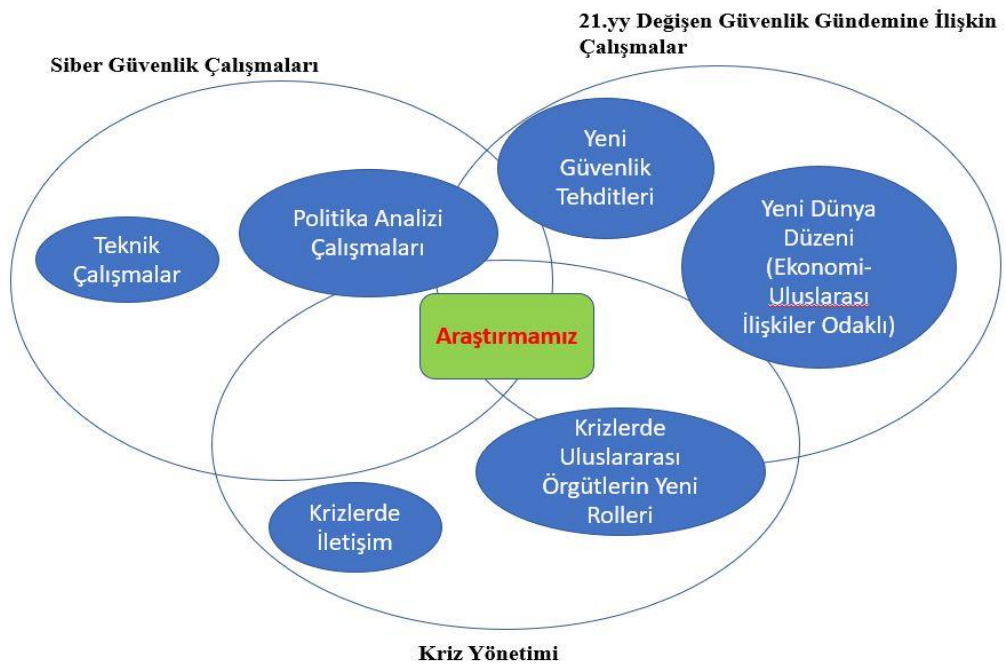 21.yy Değişen Güvenlik Gündemine İlişkin
Çalışmalar
Siber Güvenlik Çalışmaları
Yeni
Güvenlik
Tehditleri
Politika Analizi
Çalışmaları
Teknik
Çalışmalar
Yeni Dünya
Düzeni
(Ekonomi-
Uluslarası
İlişkiler Odaklı)
Araştırmamız
Krizlerde
Uluslararası
Örgütlerin Yeni
Rolleri
Krizlerde
İletişim
Kriz Yönetimi